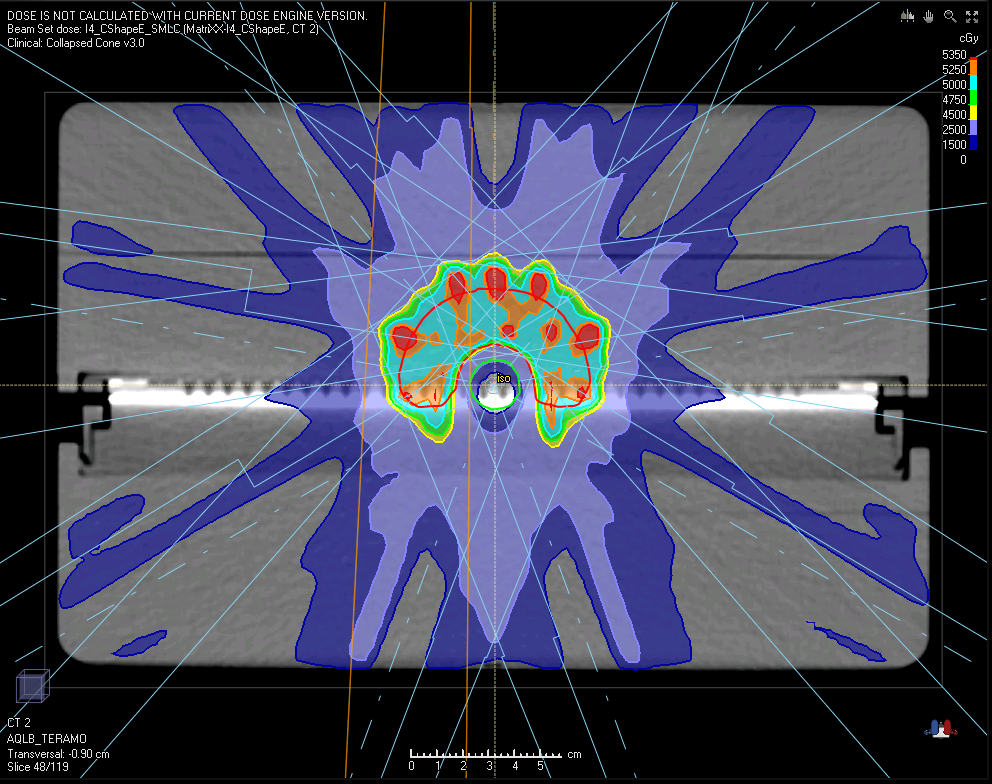 DOSE IS NOT CALCULATED WITH CURRENT DOSE ENGINE VERSION.
Beam Set dose: I4_CShapeE_SMLC (MatriXX-I4_CShapeE, CT 2)
Clinical: Collapsed Cone v3.0
cGy
5350
5250
5000
4750
4500
2500
1500
0
iso
CT 2
AQLB_TERAMO
Transversal: -0.90 cm
Slice 48/119
0 1 2 3 4 5 cm